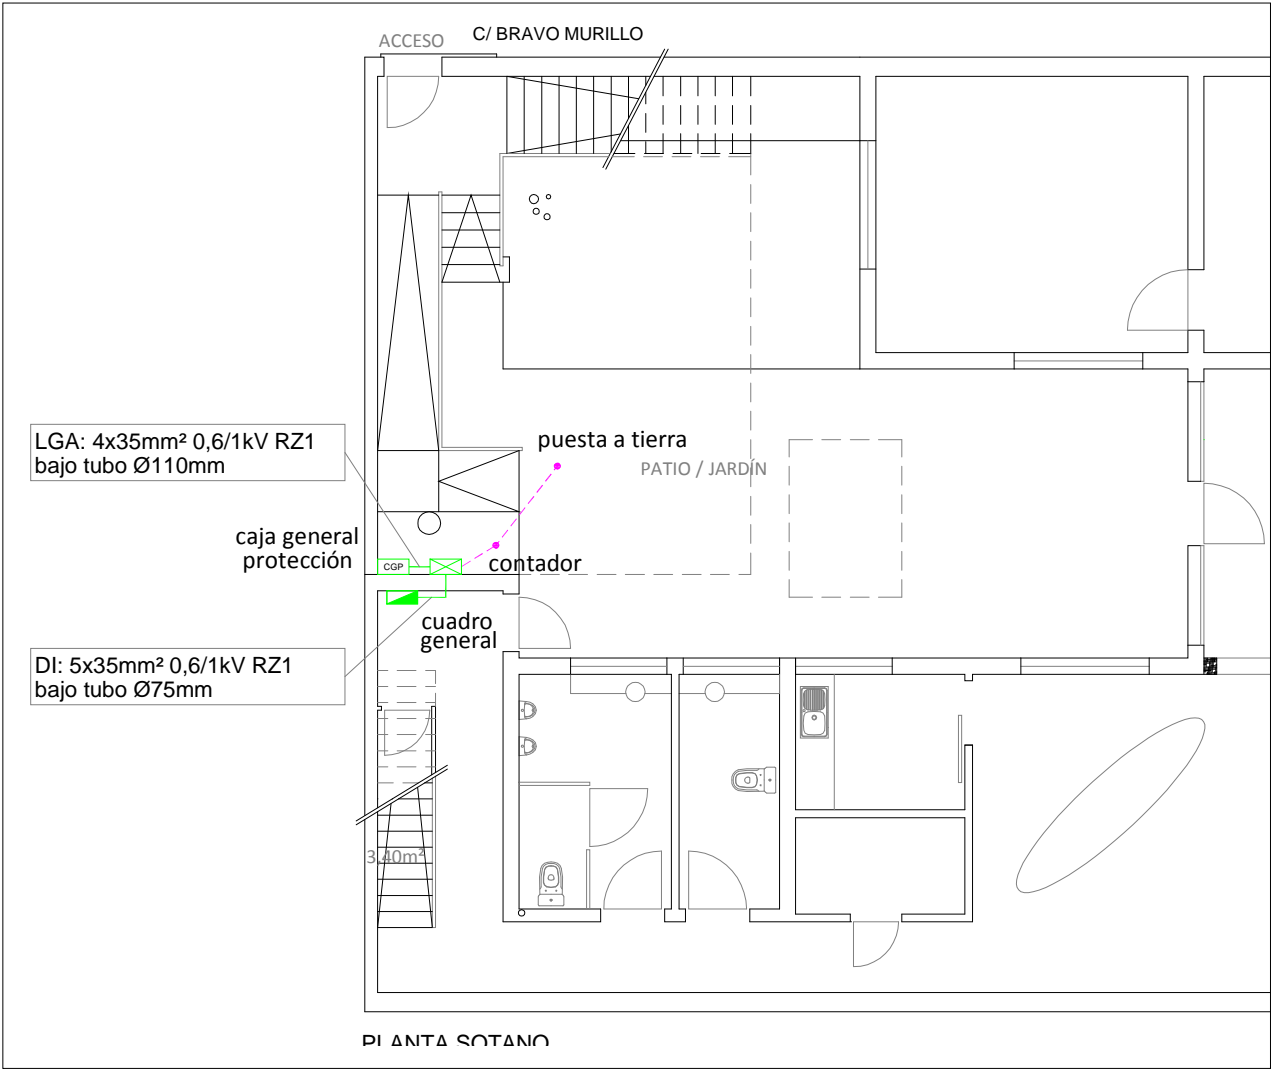 C/ BRAVO MURILLO
ACCESO
LGA: 4x35mm² 0,6/1kV RZ1
bajo tubo Ø110mm
puesta a tierra
PATIO / JARDÍN
caja general
protección
CGP
contador
cuadro
general
DI: 5x35mm² 0,6/1kV RZ1
bajo tubo Ø75mm
3,40m²
PLANTA SOTANO